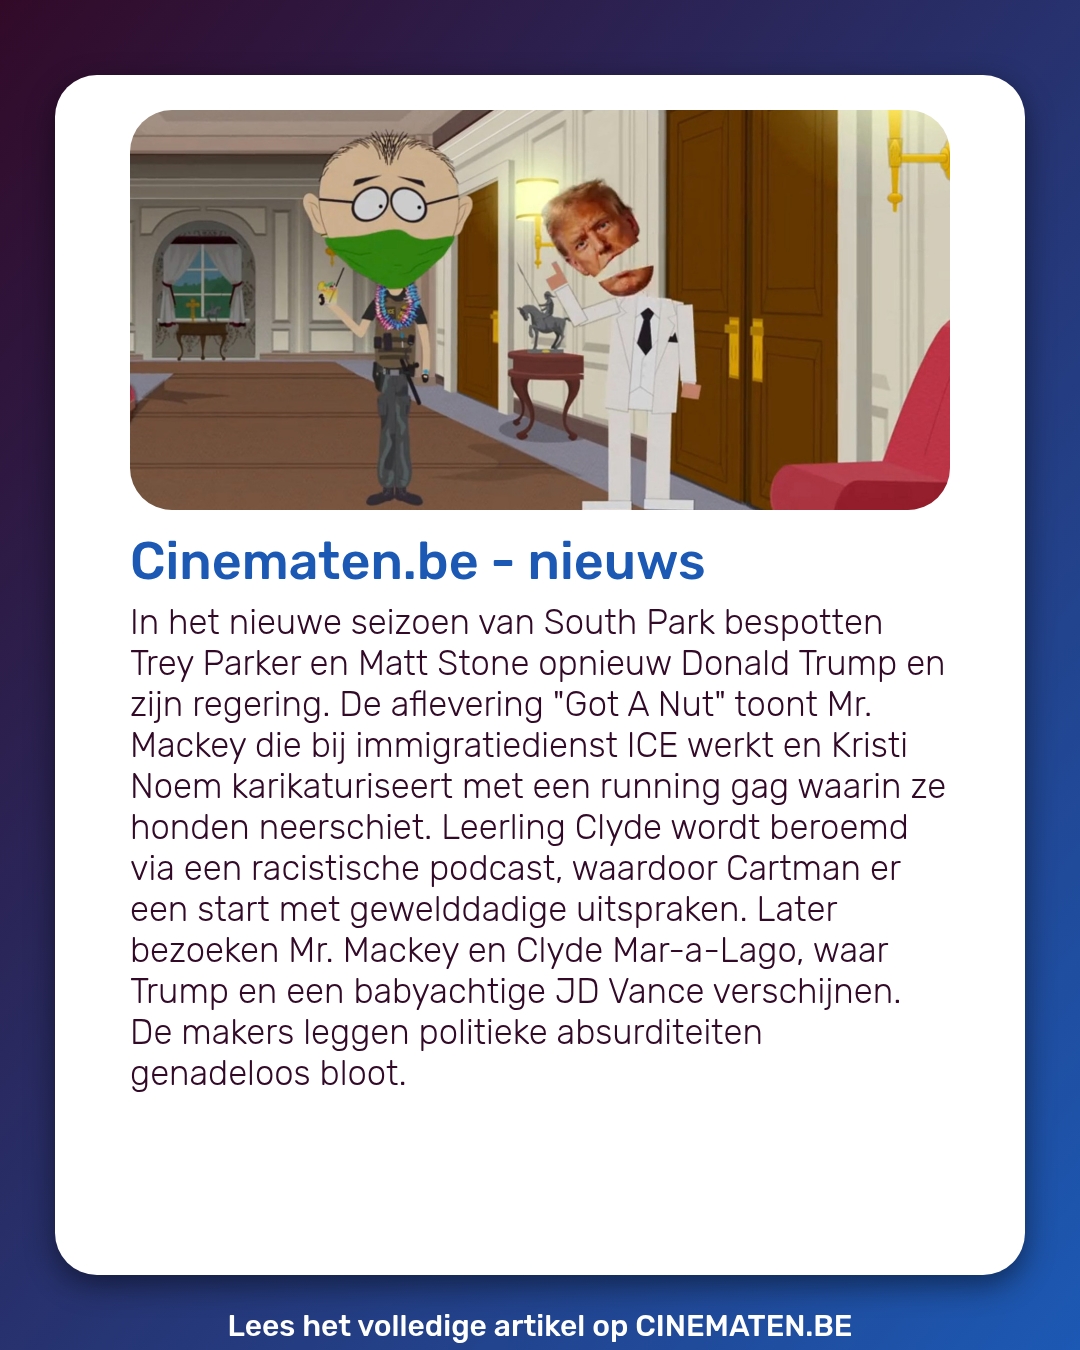 Cinematen.be - nieuws
In het nieuwe seizoen van South Park bespotten
Trey Parker en Matt Stone opnieuw Donald Trump en
zijn regering. De aflevering "Got A Nut" toont Mr.
Mackey die bij immigratiedienst ICE werkt en Kristi
Noem karikaturiseert met een running gag waarin ze
honden neerschiet. Leerling Clyde wordt beroemd
via een racistische podcast, waardoor Cartman er
een start met gewelddadige uitspraken. Later
bezoeken Mr. Mackey en Clyde Mar-a-Lago, waar
Trump en een babyachtige JD Vance verschijnen.
De makers leggen politieke absurditeiten
genadeloos bloot.
Lees het volledige artikel op CINEMATEN.BE